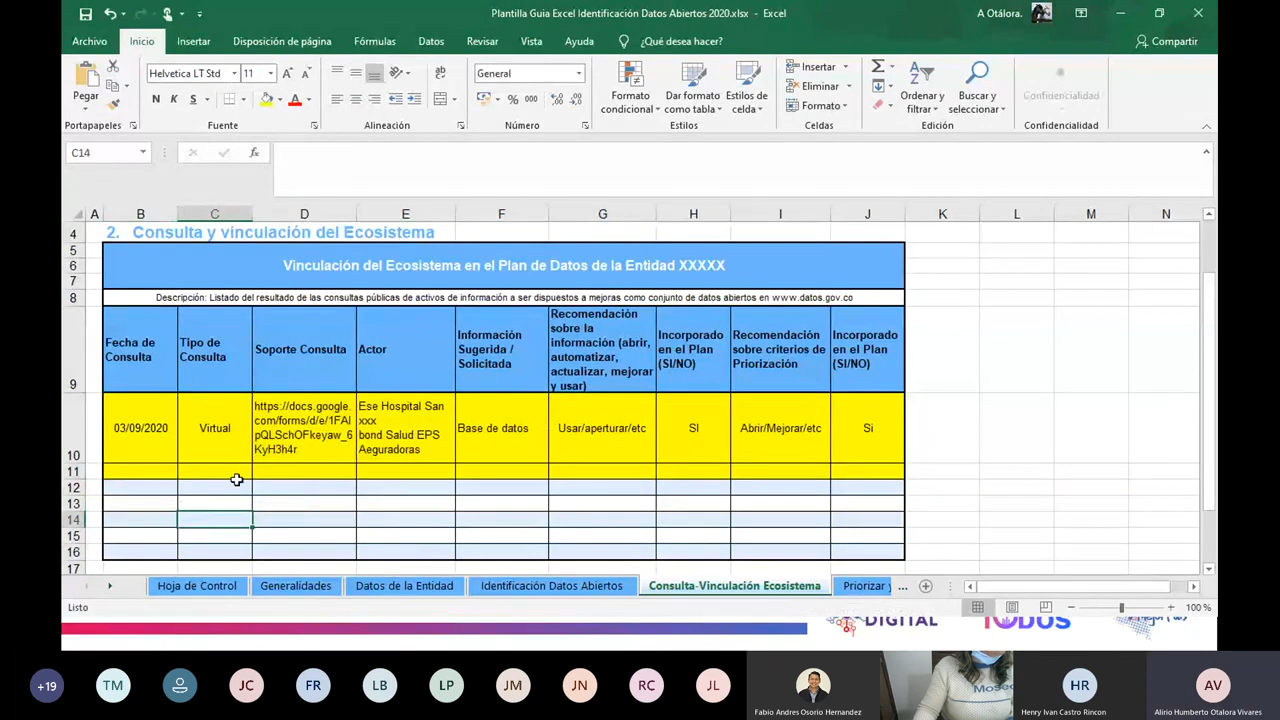 Plantilla Guia Excel Identificación Datos Abiertos 2020.xlsx - Excel
A Otálora.
Archivo Inicio Insertar Disposición de página Fórmulas Datos Revisar Vista Ayuda ¿Qué desea hacer? Compartir
Pegar
Helvetica LT Std 11
N K S
General
% 000
Formato condicional
Dar formato como tabla
Estilos de celda
Insertar
Eliminar
Formato
Ordenar y filtrar
Buscar y seleccionar
Confidencialidad
Portapapeles Fuente Alineación Número Estilos Celdas Edición Confidencialidad
C14 fx
A B C D E F G H I J K L M N
4 2. Consulta y vinculación del Ecosistema
5
6 Vinculación del Ecosistema en el Plan de Datos de la Entidad XXXXX
7
8 Descripción: Listado del resultado de las consultas públicas de activos de información a ser dispuestos a mejoras como conjunto de datos abiertos en www.datos.gov.co
9
Fecha de
Consulta
Tipo de
Consulta
Soporte Consulta
Actor
Información
Sugerida /
Solicitada
Recomendación
sobre la
información (abrir,
automatizar,
actualizar, mejorar
y usar)
Incorporado
en el Plan
(SI/NO)
Recomendación
sobre criterios de
Priorización
Incorporado
en el Plan
(SI/NO)
10
03/09/2020
Virtual
https://docs.google.
com/forms/d/e/1FAI
pQLSchOFkeyaw_6
KyH3h4r
Ese Hospital San
xxx
bond Salud EPS
Aeguradoras
Base de datos
Usar/aperturar/etc
SI
Abrir/Mejorar/etc
Si
11
12
13
14
15
16
17
Hoja de Control Generalidades Datos de la Entidad Identificación Datos Abiertos Consulta-Vinculación Ecosistema Priorizar y ...
Listo 100 %
DIGITAL
+19 TM JC FR LB LP JM JN RC JL HR AV
Fabio Andres Osorio Hernandez
Henry Ivan Castro Rincon
Alirio Humberto Otalora Vivares